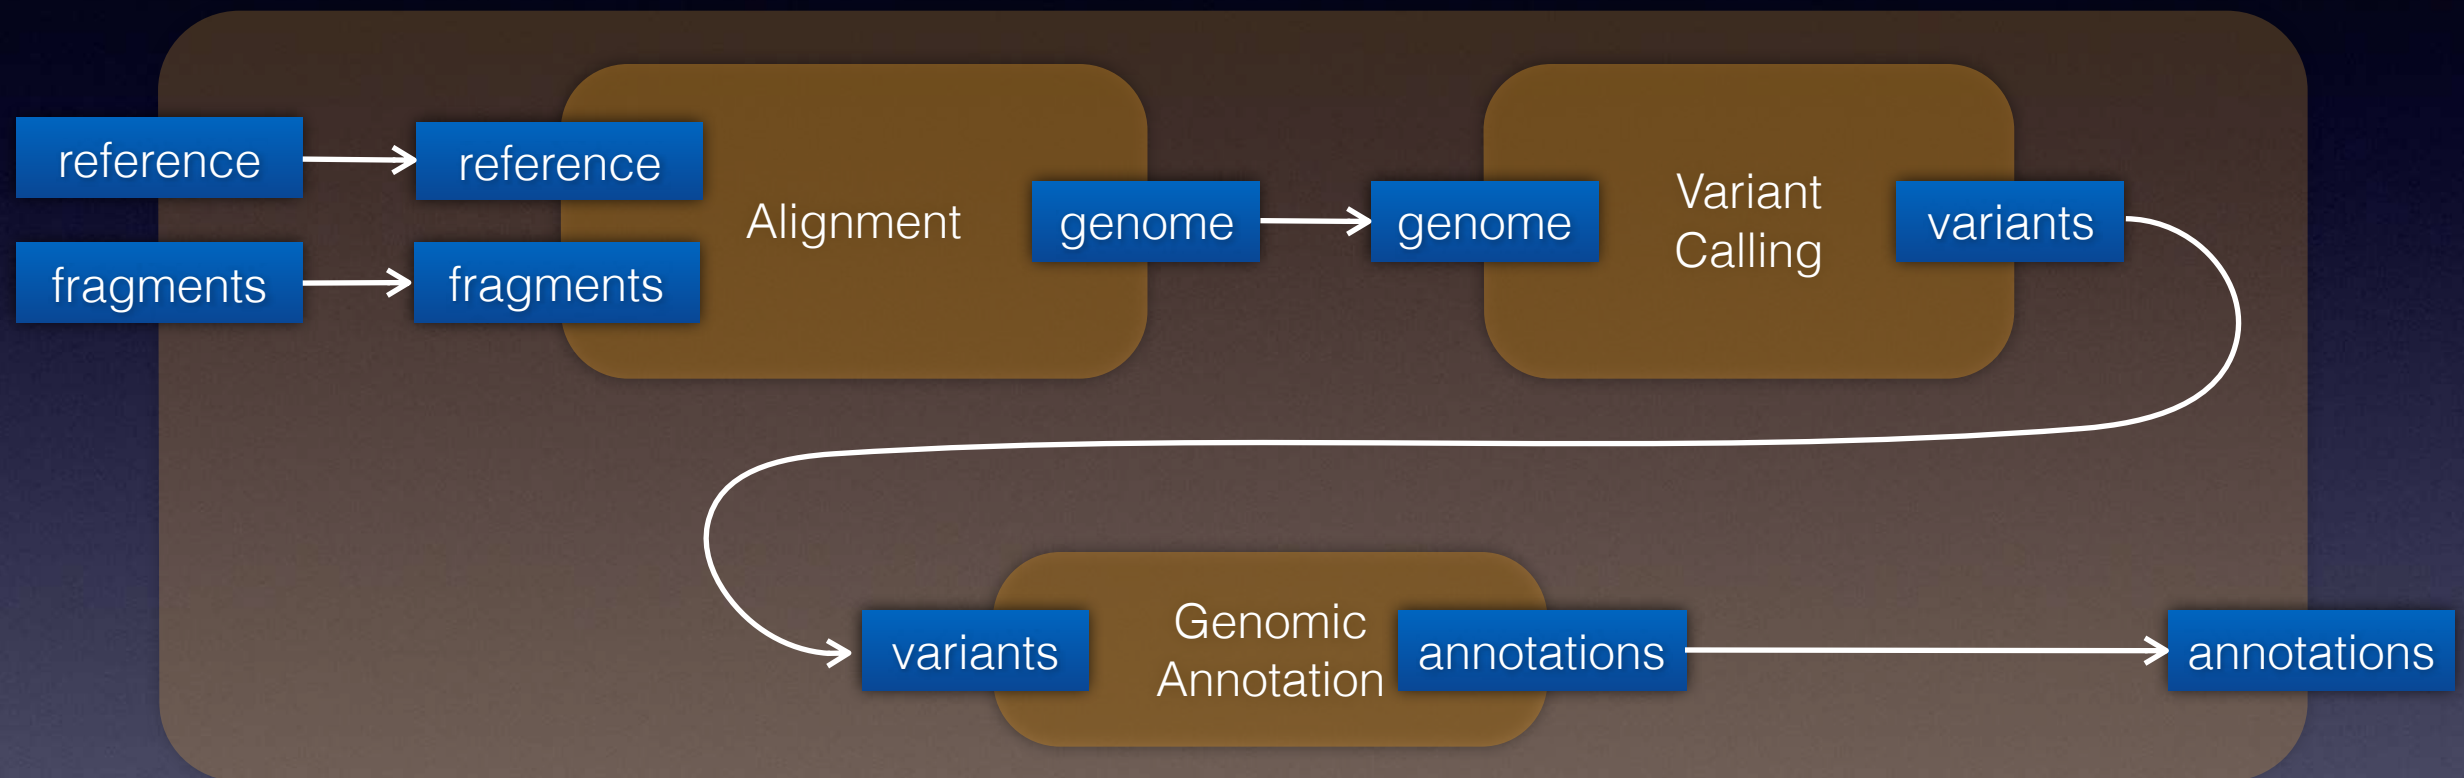 reference
reference
fragments
fragments
Alignment
genome
genome
Variant
Calling
variants
variants
Genomic
Annotation
annotations
annotations